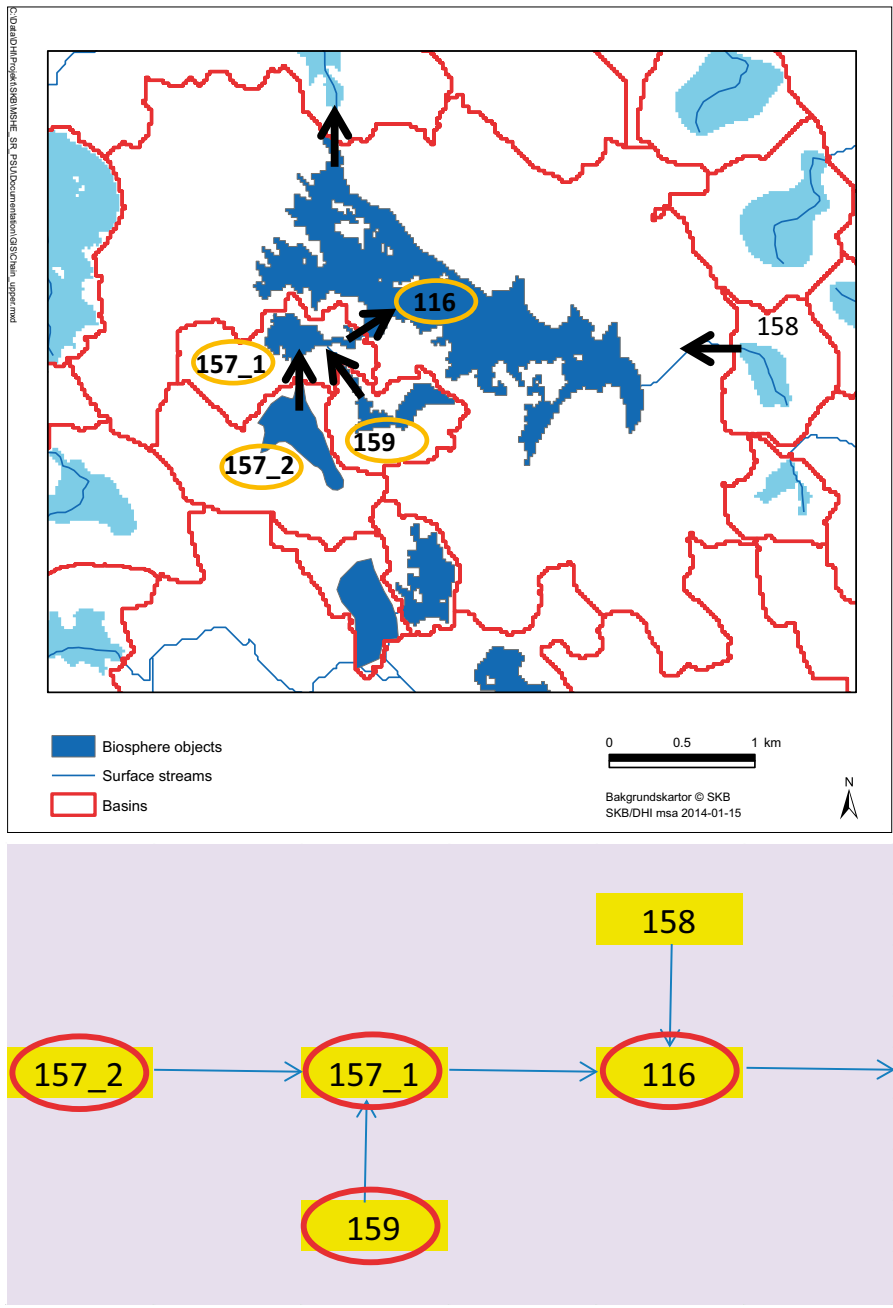 C:\Data\DHI\Projekt\SKB\MSHE_SR_PSU\Documentation\GIS\Chain_upper.mxd
116
158
157_1
159
157_2
Biosphere objects
Surface streams
Basins
0 0.5 1 km
Bakgrundskartor © SKB
SKB/DHI msa 2014-01-15
N
158
157_2 157_1 116
159